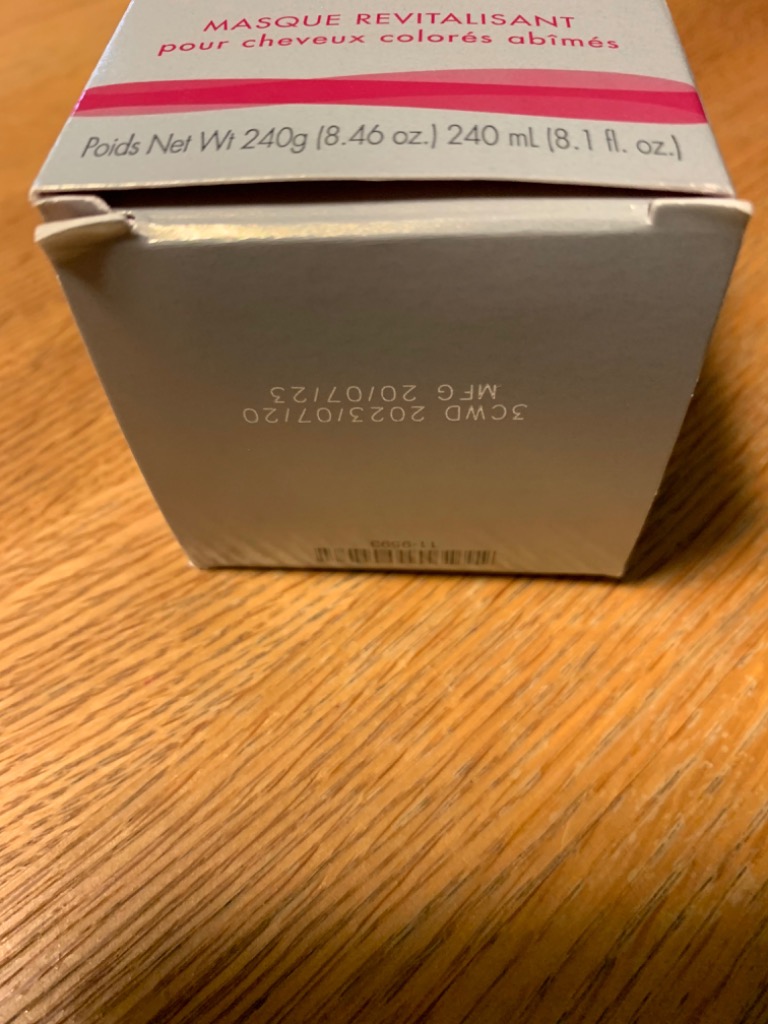 MASQUE REVITALISANT
pour cheveux colorés abîmés
Poids Net Wt 240g (8.46 oz.) 240 mL (8.1 fl. oz.)
3CWD 2023/07/20
MFG 20/07/23